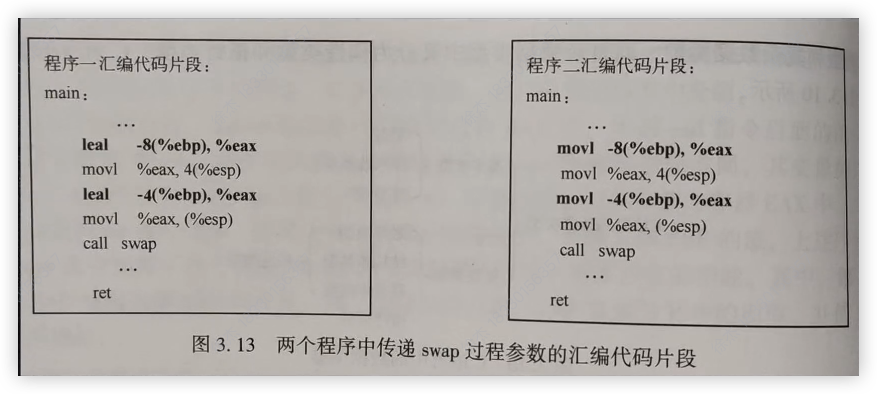 3.10 所示
程序一汇编代码片段：
main：
…
leal -8(%ebp), %eax
movl %eax, 4(%esp)
leal -4(%ebp), %eax
movl %eax, (%esp)
call swap
…
ret
程序二汇编代码片段：
main：
…
movl -8(%ebp), %eax
movl %eax, 4(%esp)
movl -4(%ebp), %eax
movl %eax, (%esp)
call swap
…
ret
图 3.13 两个程序中传递 swap 过程参数的汇编代码片段